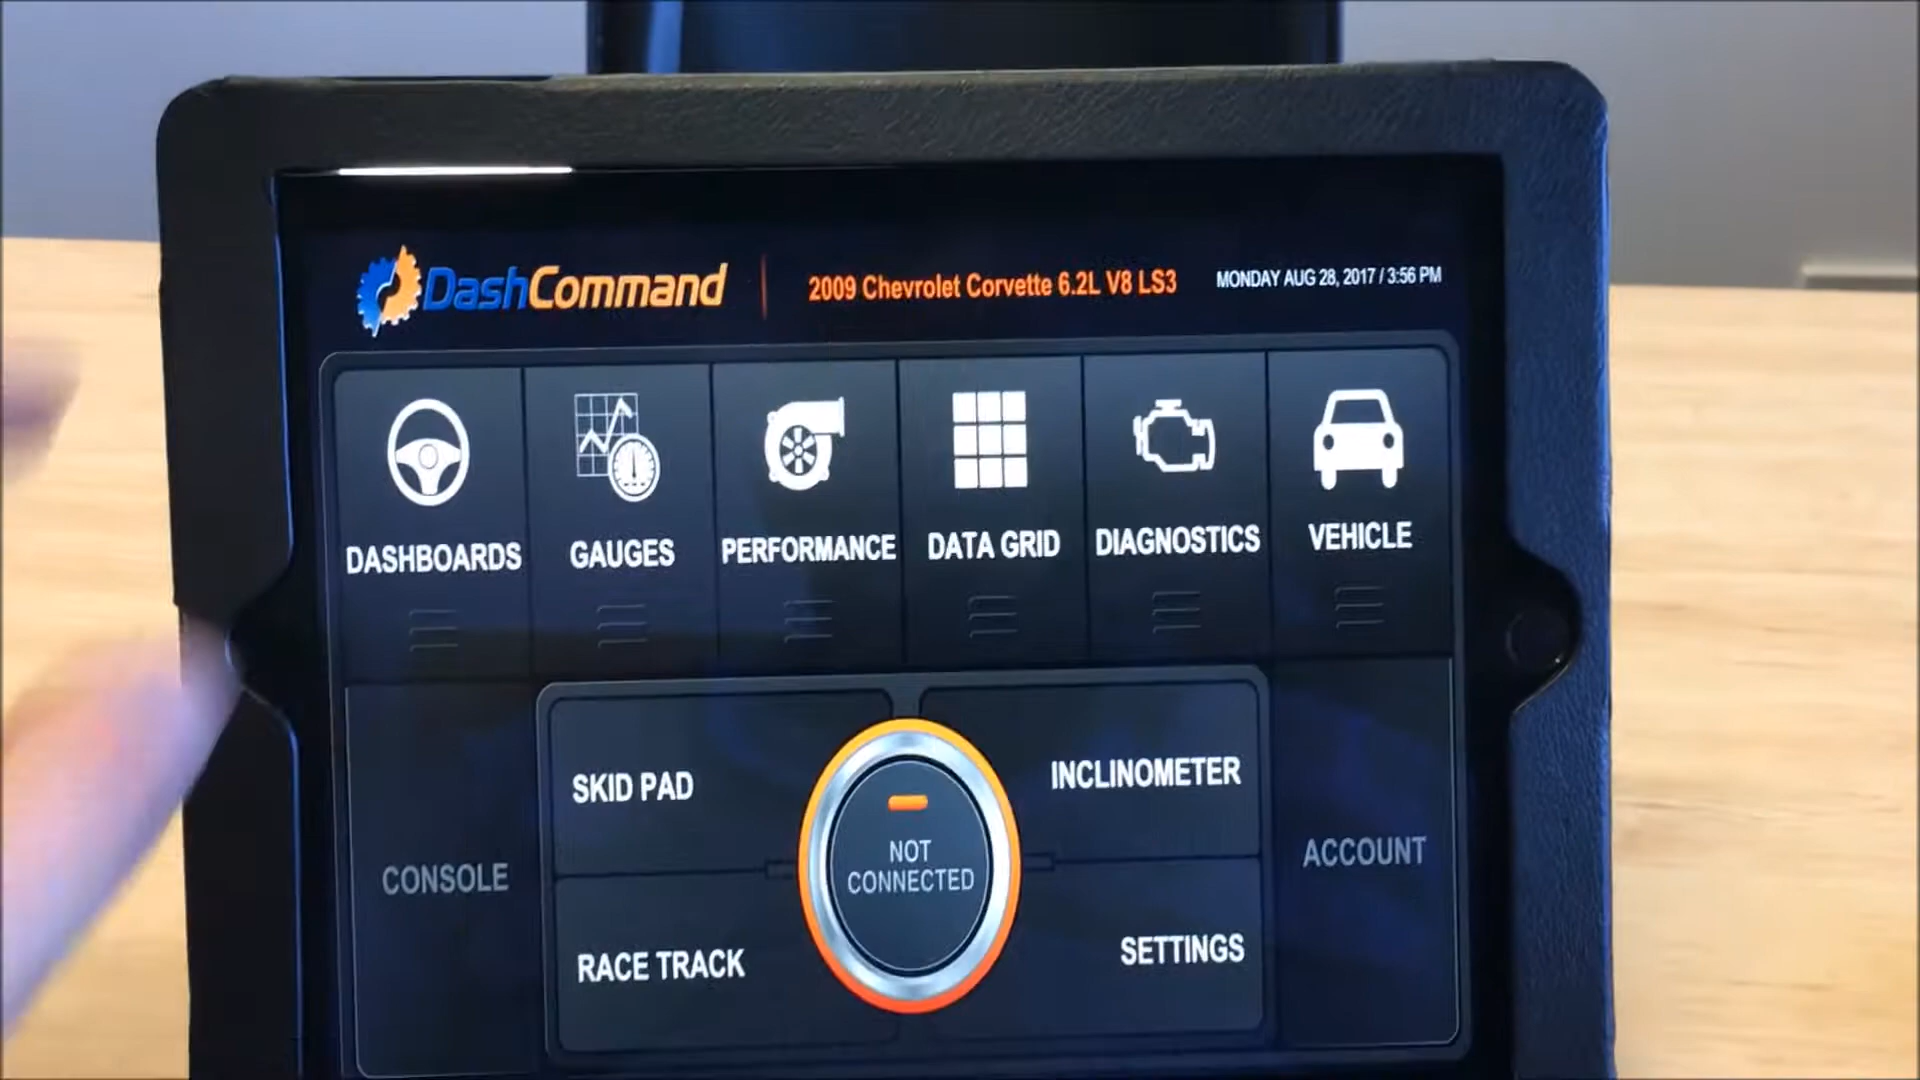 DashCommand
2009 Chevrolet Corvette 6.2L V8 LS3
MONDAY AUG 28, 2017 / 3:56 PM
DASHBOARDS
GAUGES
PERFORMANCE
DATA GRID
DIAGNOSTICS
VEHICLE
SKID PAD
INCLINOMETER
NOT
CONNECTED
CONSOLE
ACCOUNT
RACE TRACK
SETTINGS